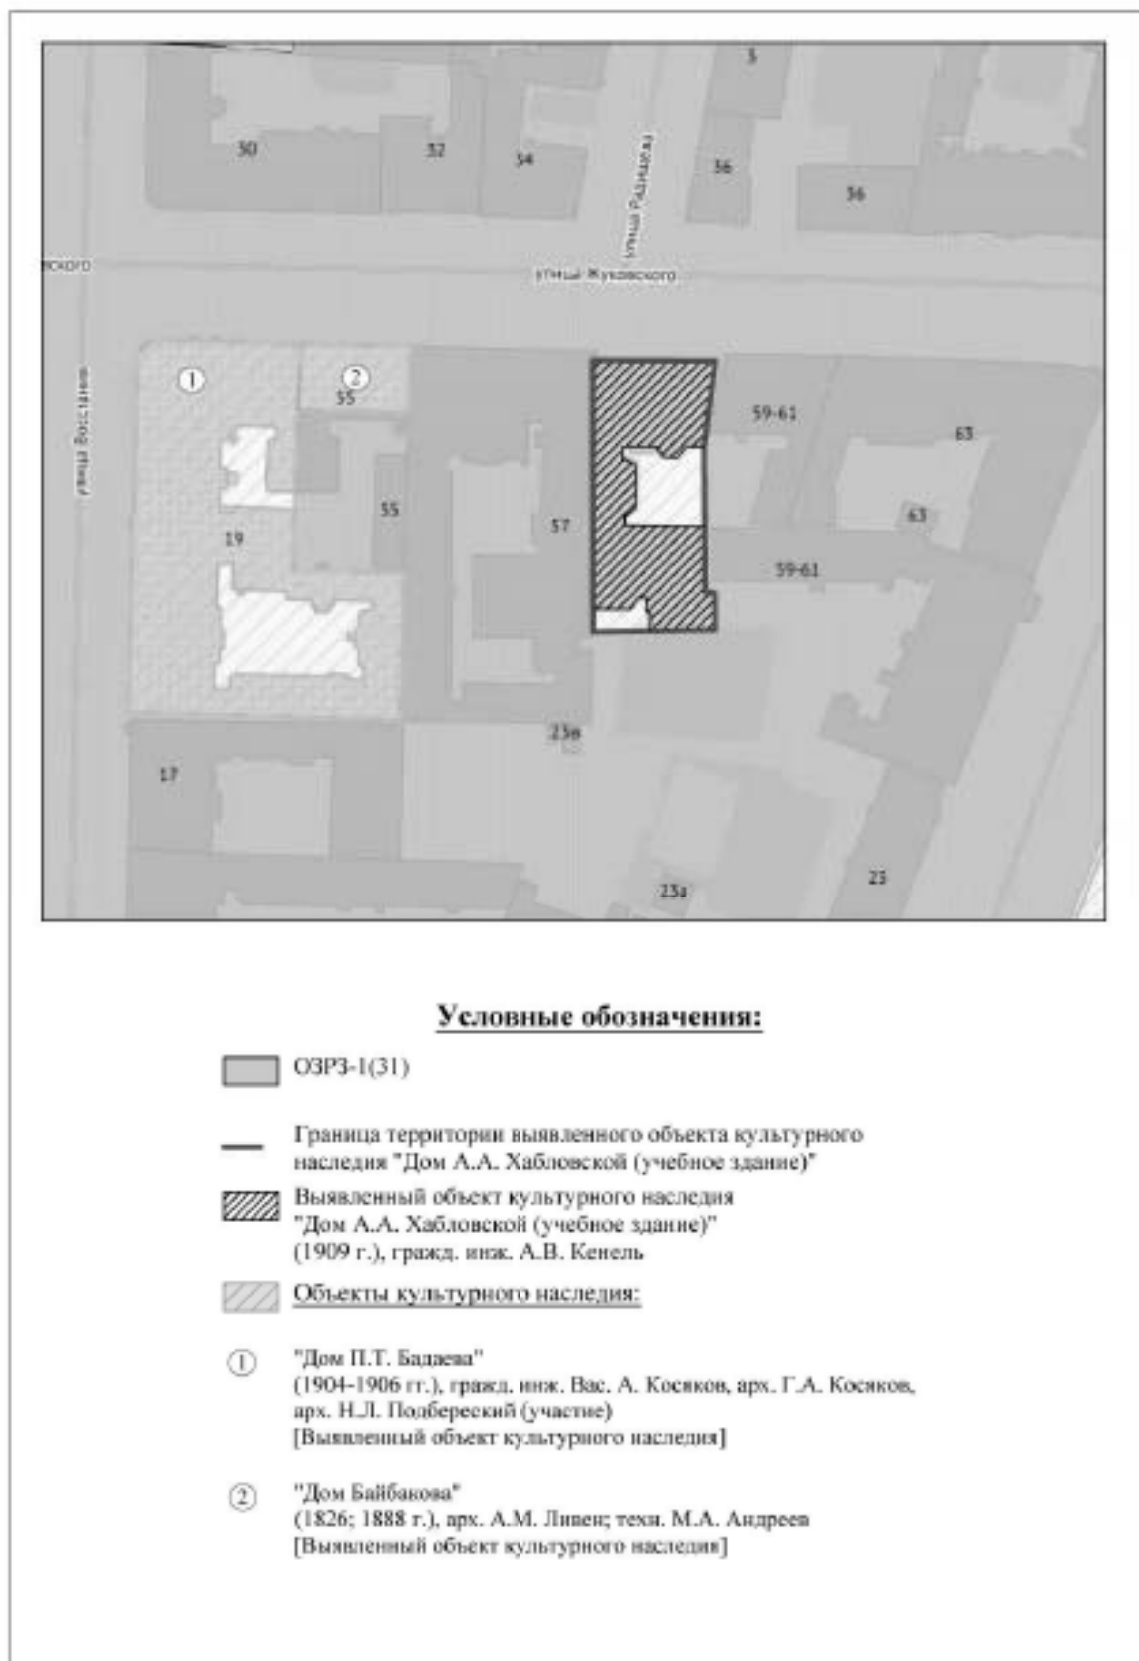 5
30
32
34
36
36
улица Радищева
вского
улица Жуковского
улица Восстания
1
2
55
59-61
63
55
57
63
19
59-61
23в
17
23
23а
Условные обозначения:
ОЗРЗ-1(31)
Граница территории выявленного объекта культурного
наследия "Дом А.А. Хабловской (учебное здание)"
Выявленный объект культурного наследия
"Дом А.А. Хабловской (учебное здание)"
(1909 г.), гражд. инж. А.В. Кенель
Объекты культурного наследия:
1 "Дом П.Т. Бадаева"
(1904-1906 гг.), гражд. инж. Вас. А. Косяков, арх. Г.А. Косяков,
арх. Н.Л. Подбереский (участие)
[Выявленный объект культурного наследия]
2 "Дом Байбакова"
(1826; 1888 г.), арх. А.М. Ливен; техн. М.А. Андреев
[Выявленный объект культурного наследия]